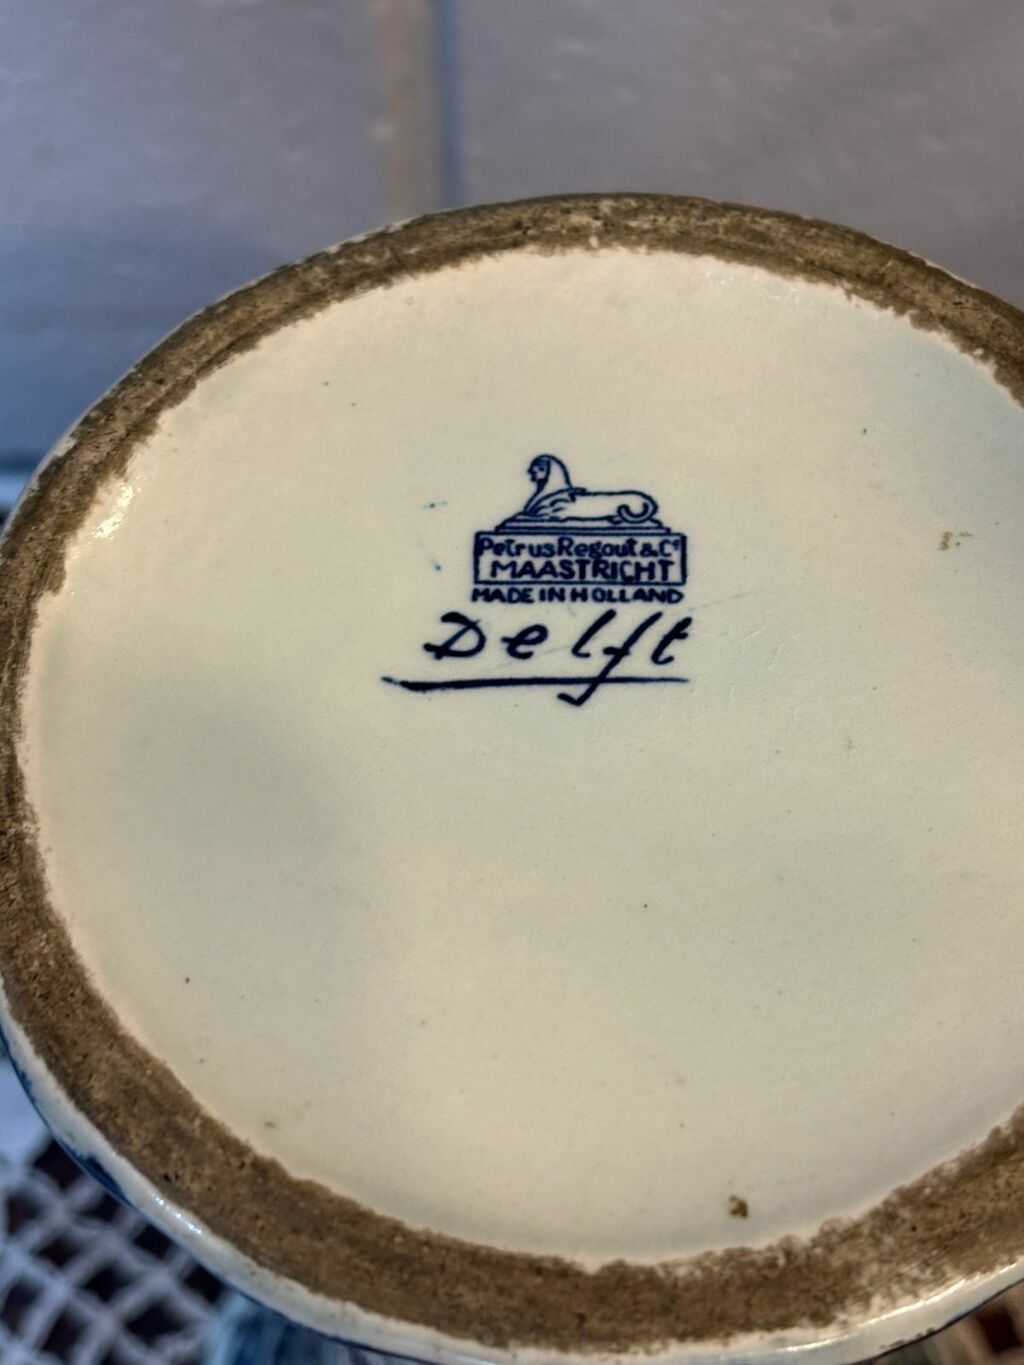 Petrus Regout & Co
MAASTRICHT
MADE IN HOLLAND
Delft